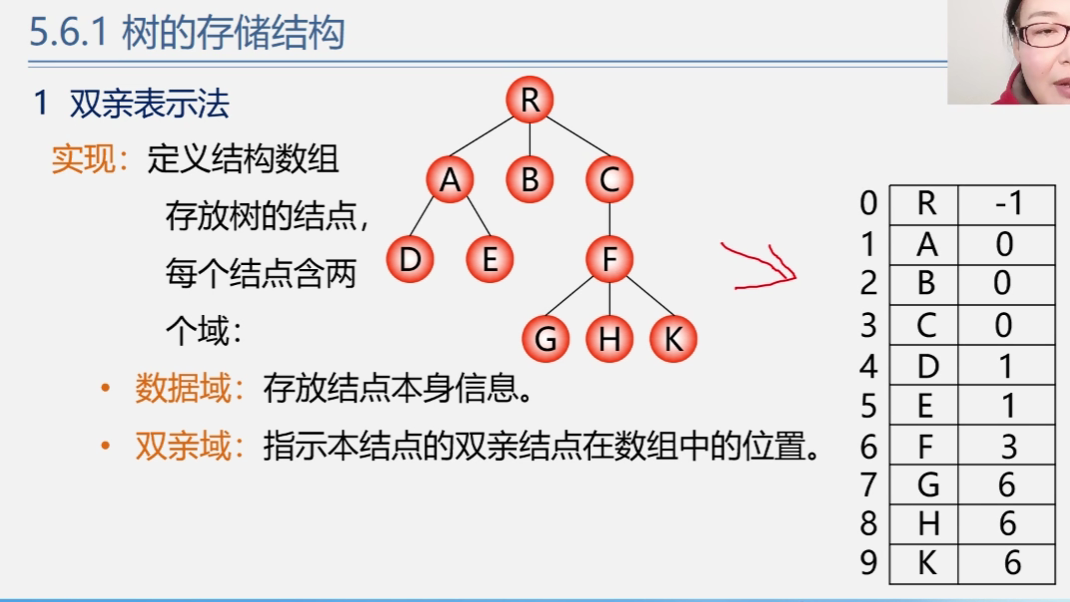 5.6.1 树的存储结构
1 双亲表示法
实现：定义结构数组
存放树的结点，
每个结点含两
个域：
• 数据域：存放结点本身信息。
• 双亲域：指示本结点的双亲结点在数组中的位置。
R
A B C
D E F
G H K
0 R -1
1 A 0
2 B 0
3 C 0
4 D 1
5 E 1
6 F 3
7 G 6
8 H 6
9 K 6